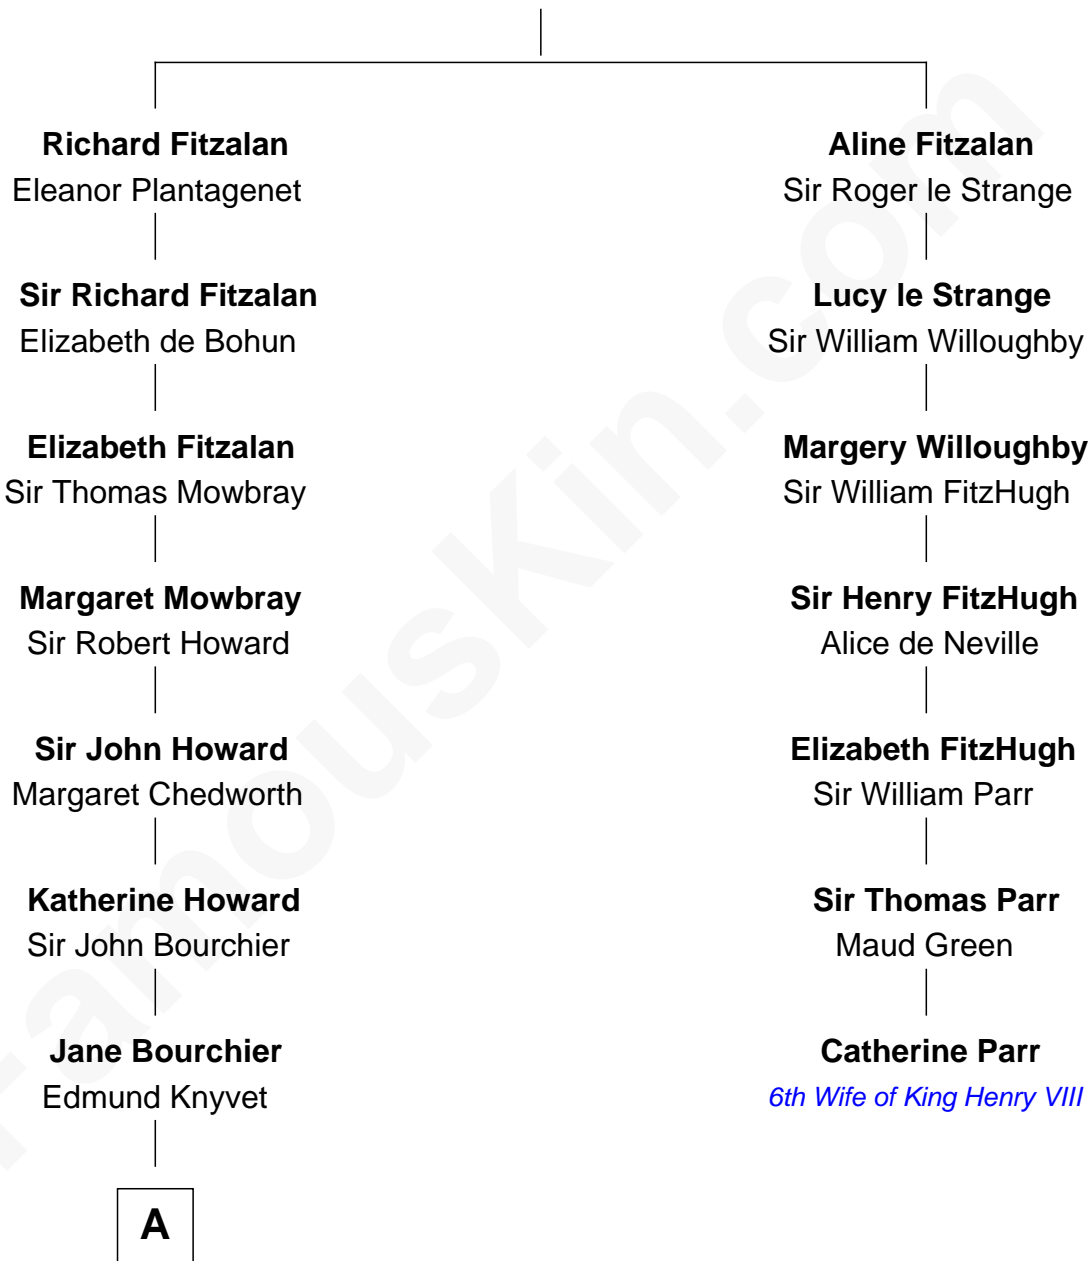 Richard Fitzalan
Eleanor Plantagenet
Sir Richard Fitzalan
Elizabeth de Bohun
Elizabeth Fitzalan
Sir Thomas Mowbray
Margaret Mowbray
Sir Robert Howard
Sir John Howard
Margaret Chedworth
Katherine Howard
Sir John Bourchier
Jane Bourchier
Edmund Knyvet
A
Aline Fitzalan
Sir Roger le Strange
Lucy le Strange
Sir William Willoughby
Margery Willoughby
Sir William FitzHugh
Sir Henry FitzHugh
Alice de Neville
Elizabeth FitzHugh
Sir William Parr
Sir Thomas Parr
Maud Green
Catherine Parr
6th Wife of King Henry VIII
FamousKin.com